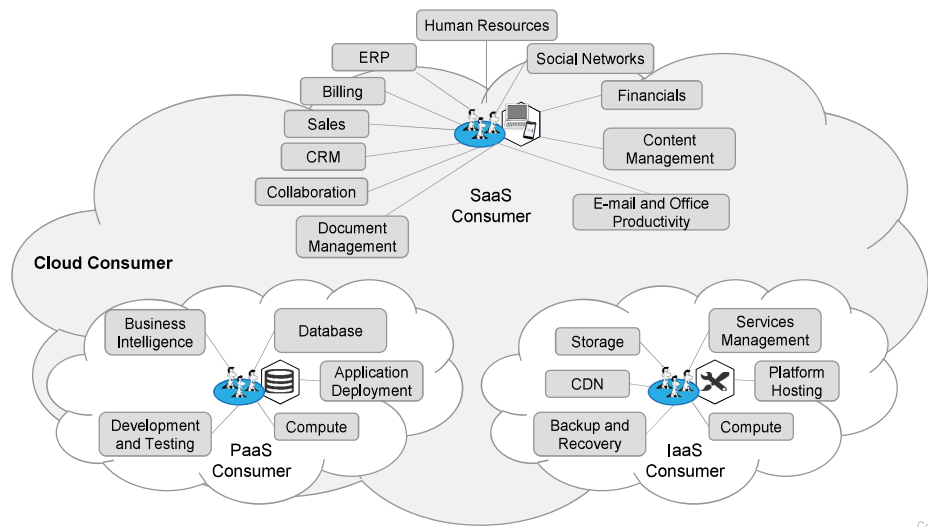 Human Resources
ERP
Social Networks
Billing
Financials
Sales
Content
Management
CRM
Collaboration
SaaS
Consumer
E-mail and Office
Productivity
Document
Management
Cloud Consumer
Business
Intelligence
Database
Application
Deployment
Development
and Testing
Compute
PaaS
Consumer
Storage
Services
Management
CDN
Platform
Hosting
Backup and
Recovery
Compute
IaaS
Consumer